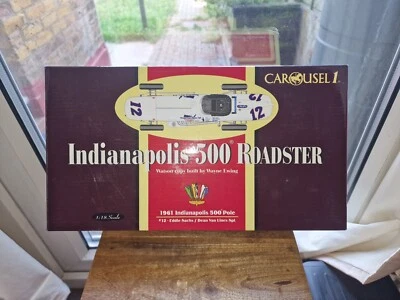 CAROUSEL 1
12
12
Indianapolis 500 ROADSTER
Watson-copy built by Wayne Ewing
1961 Indianapolis 500 Pole
#12 - Eddie Sachs / Dean Van Lines Spl
1:18 Scale